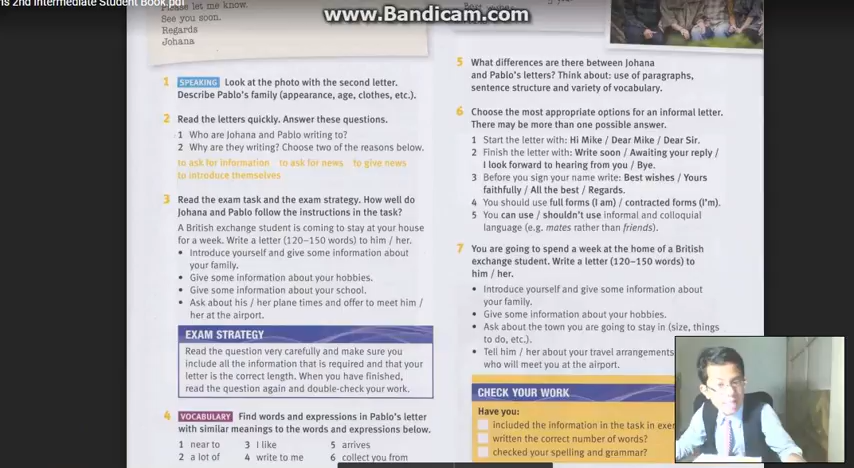 ns 2nd Intermediate Student Book.pdf
www.Bandicam.com
Please let me know.
See you soon.
Regards
Johana
1 SPEAKING Look at the photo with the second letter.
Describe Pablo's family (appearance, age, clothes, etc.).
2 Read the letters quickly. Answer these questions.
1 Who are Johana and Pablo writing to?
2 Why are they writing? Choose two of the reasons below.
to ask for information to ask for news to give news
to introduce themselves
3 Read the exam task and the exam strategy. How well do
Johana and Pablo follow the instructions in the task?
A British exchange student is coming to stay at your house
for a week. Write a letter (120–150 words) to him / her.
• Introduce yourself and give some information about
your family.
• Give some information about your hobbies.
• Give some information about your school.
• Ask about his / her plane times and offer to meet him /
her at the airport.
EXAM STRATEGY
Read the question very carefully and make sure you
include all the information that is required and that your
letter is the correct length. When you have finished,
read the question again and double-check your work.
4 VOCABULARY Find words and expressions in Pablo's letter
with similar meanings to the words and expressions below.
1 near to 3 I like 5 arrives
2 a lot of 4 write to me 6 collect you from
5 What differences are there between Johana
and Pablo's letters? Think about: use of paragraphs,
sentence structure and variety of vocabulary.
6 Choose the most appropriate options for an informal letter.
There may be more than one possible answer.
1 Start the letter with: Hi Mike / Dear Mike / Dear Sir.
2 Finish the letter with: Write soon / Awaiting your reply /
I look forward to hearing from you / Bye.
3 Before you sign your name write: Best wishes / Yours
faithfully / All the best / Regards.
4 You should use full forms (I am) / contracted forms (I'm).
5 You can use / shouldn't use informal and colloquial
language (e.g. mates rather than friends).
7 You are going to spend a week at the home of a British
exchange student. Write a letter (120–150 words) to
him / her.
• Introduce yourself and give some information about
your family.
• Give some information about your hobbies.
• Ask about the town you are going to stay in (size, things
to do, etc.).
• Tell him / her about your travel arrangements
who will meet you at the airport.
CHECK YOUR WORK
Have you:
included the information in the task in exer
written the correct number of words?
checked your spelling and grammar?